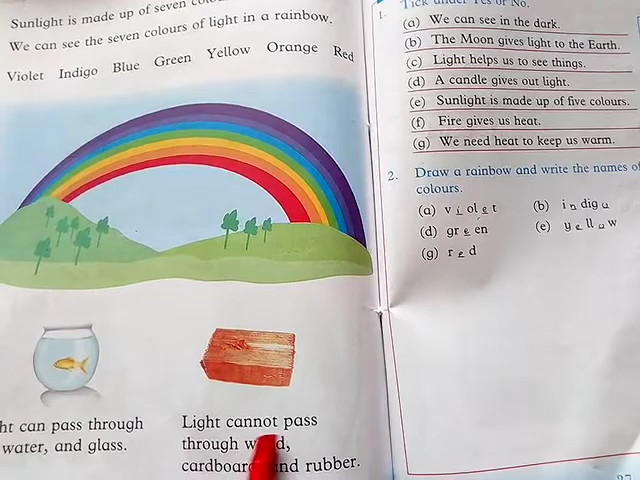 Sunlight is made up of seven
We can see the seven colours of light in a rainbow.
Violet Indigo Blue Green Yellow Orange Red
ht can pass through
water, and glass.
Light cannot pass
through w d,
cardboar nd rubber.
1. Tick under Yes or No.
(a) We can see in the dark.
(b) The Moon gives light to the Earth.
(c) Light helps us to see things.
(d) A candle gives out light.
(e) Sunlight is made up of five colours.
(f) Fire gives us heat.
(g) We need heat to keep us warm.
2. Draw a rainbow and write the names of
colours.
(a) v i o l e t (b) i n dig u
(d) gr e en (e) y e ll u w
(g) r e d